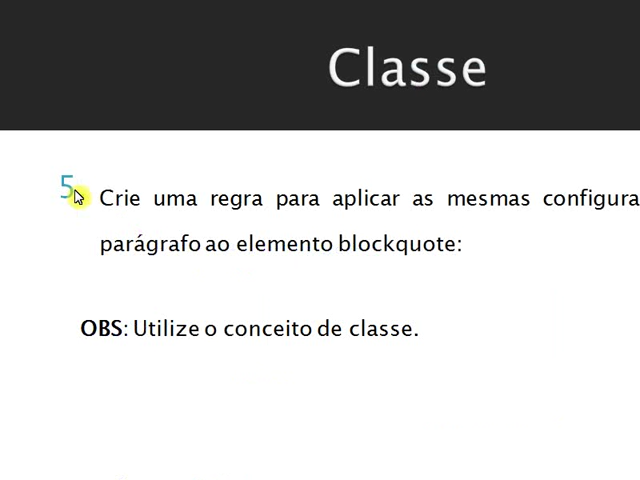 Classe
5. Crie uma regra para aplicar as mesmas configura
parágrafo ao elemento blockquote:
OBS: Utilize o conceito de classe.